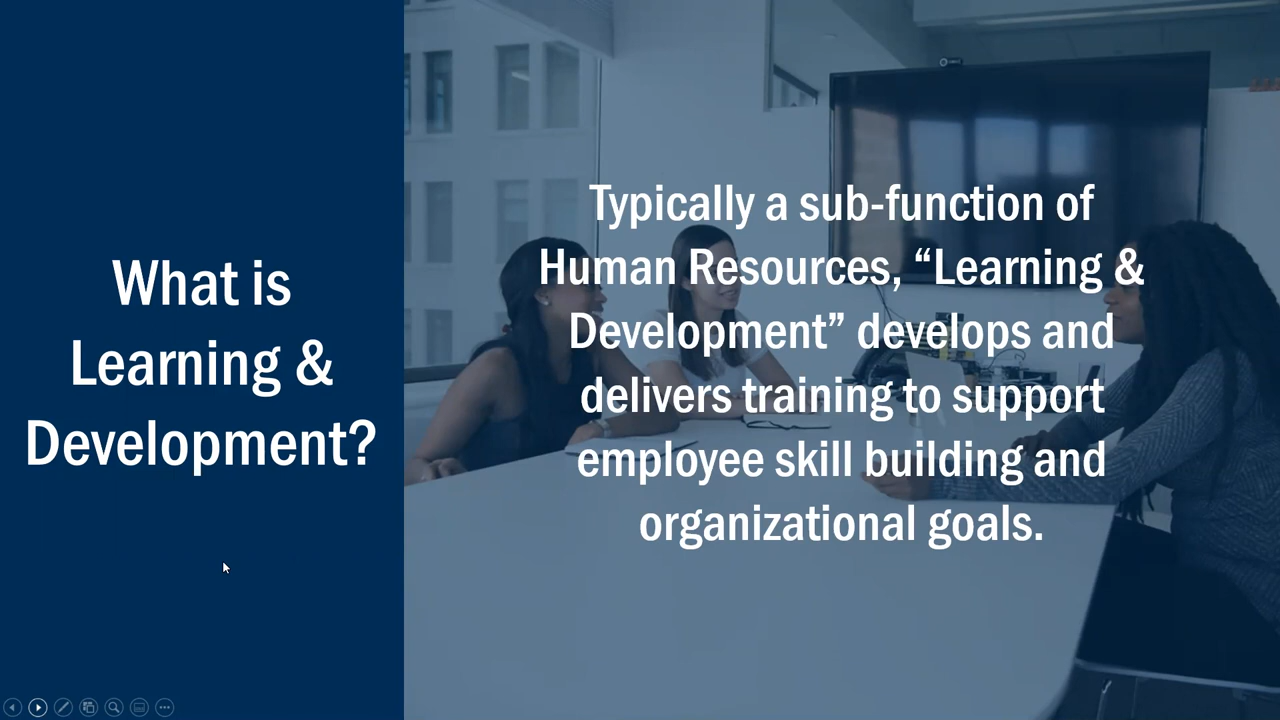 What is
Learning &
Development?
Typically a sub-function of
Human Resources, “Learning &
Development” develops and
delivers training to support
employee skill building and
organizational goals.